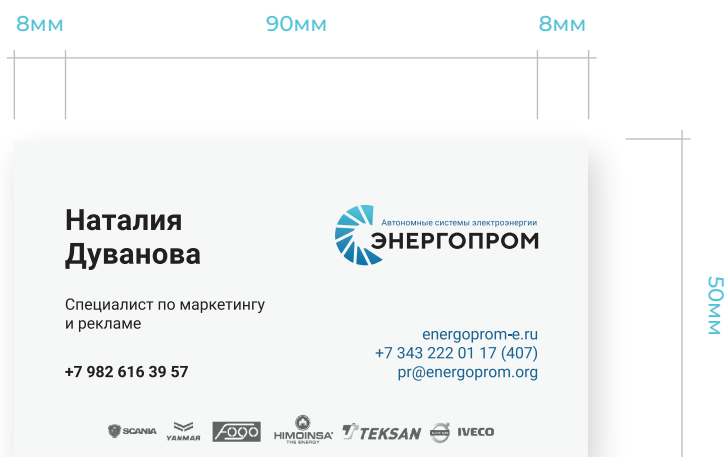 8мм 90мм 8мм
Наталия
Дуванова
Автономные системы электроэнергии
ЭНЕРГОПРОМ
50мм
Специалист по маркетингу
и рекламе
energoprom-e.ru
+7 343 222 01 17 (407)
+7 982 616 39 57
pr@energoprom.org
SCANIA YANMAR Fogo HIMOINSA THE ENERGY TEKSAN IVECO